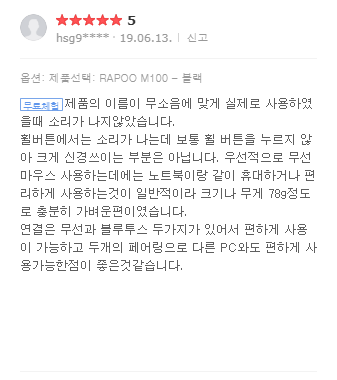 ★★★★★ 5
hsg9**** · 19.06.13. | 신고
옵션: 제품선택: RAPOO M100 – 블랙
무료체험 제품의 이름이 무소음에 맞게 실제로 사용하였
을때 소리가 나지않았습니다.
휠버튼에서는 소리가 나는데 보통 휠 버튼을 누르지 않
아 크게 신경쓰이는 부분은 아닙니다. 우선적으로 무선
마우스 사용하는데에는 노트북이랑 같이 휴대하거나 편
리하게 사용하는것이 일반적이라 크기나 무게 78g정도
로 충분히 가벼운편이였습니다.
연결은 무선과 블루투스 두가지가 있어서 편하게 사용
이 가능하고 두개의 페어링으로 다른 PC와도 편하게 사
용가능한점이 좋은것같습니다.